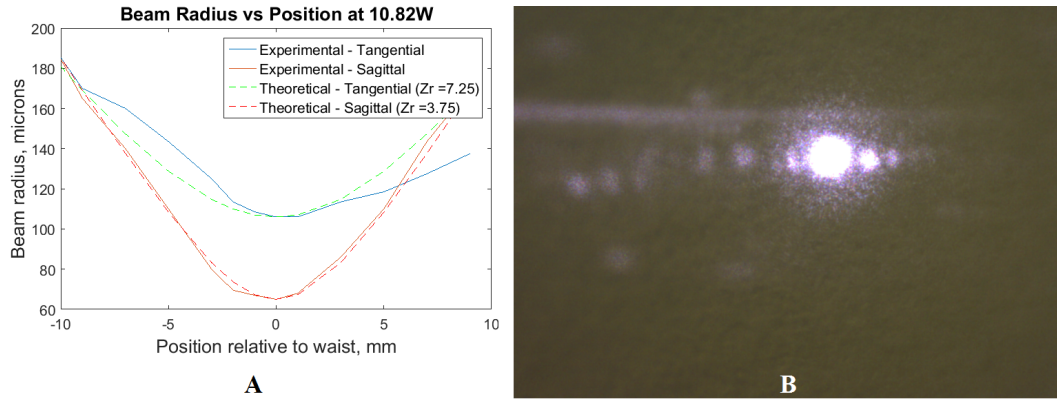 Beam Radius vs Position at 10.82W
200
180
160
140
120
100
80
60
Beam radius, microns
Experimental - Tangential
Experimental - Sagittal
Theoretical - Tangential (Zr =7.25)
Theoretical - Sagittal (Zr =3.75)
-10
-5
0
5
10
Position relative to waist, mm
A
B